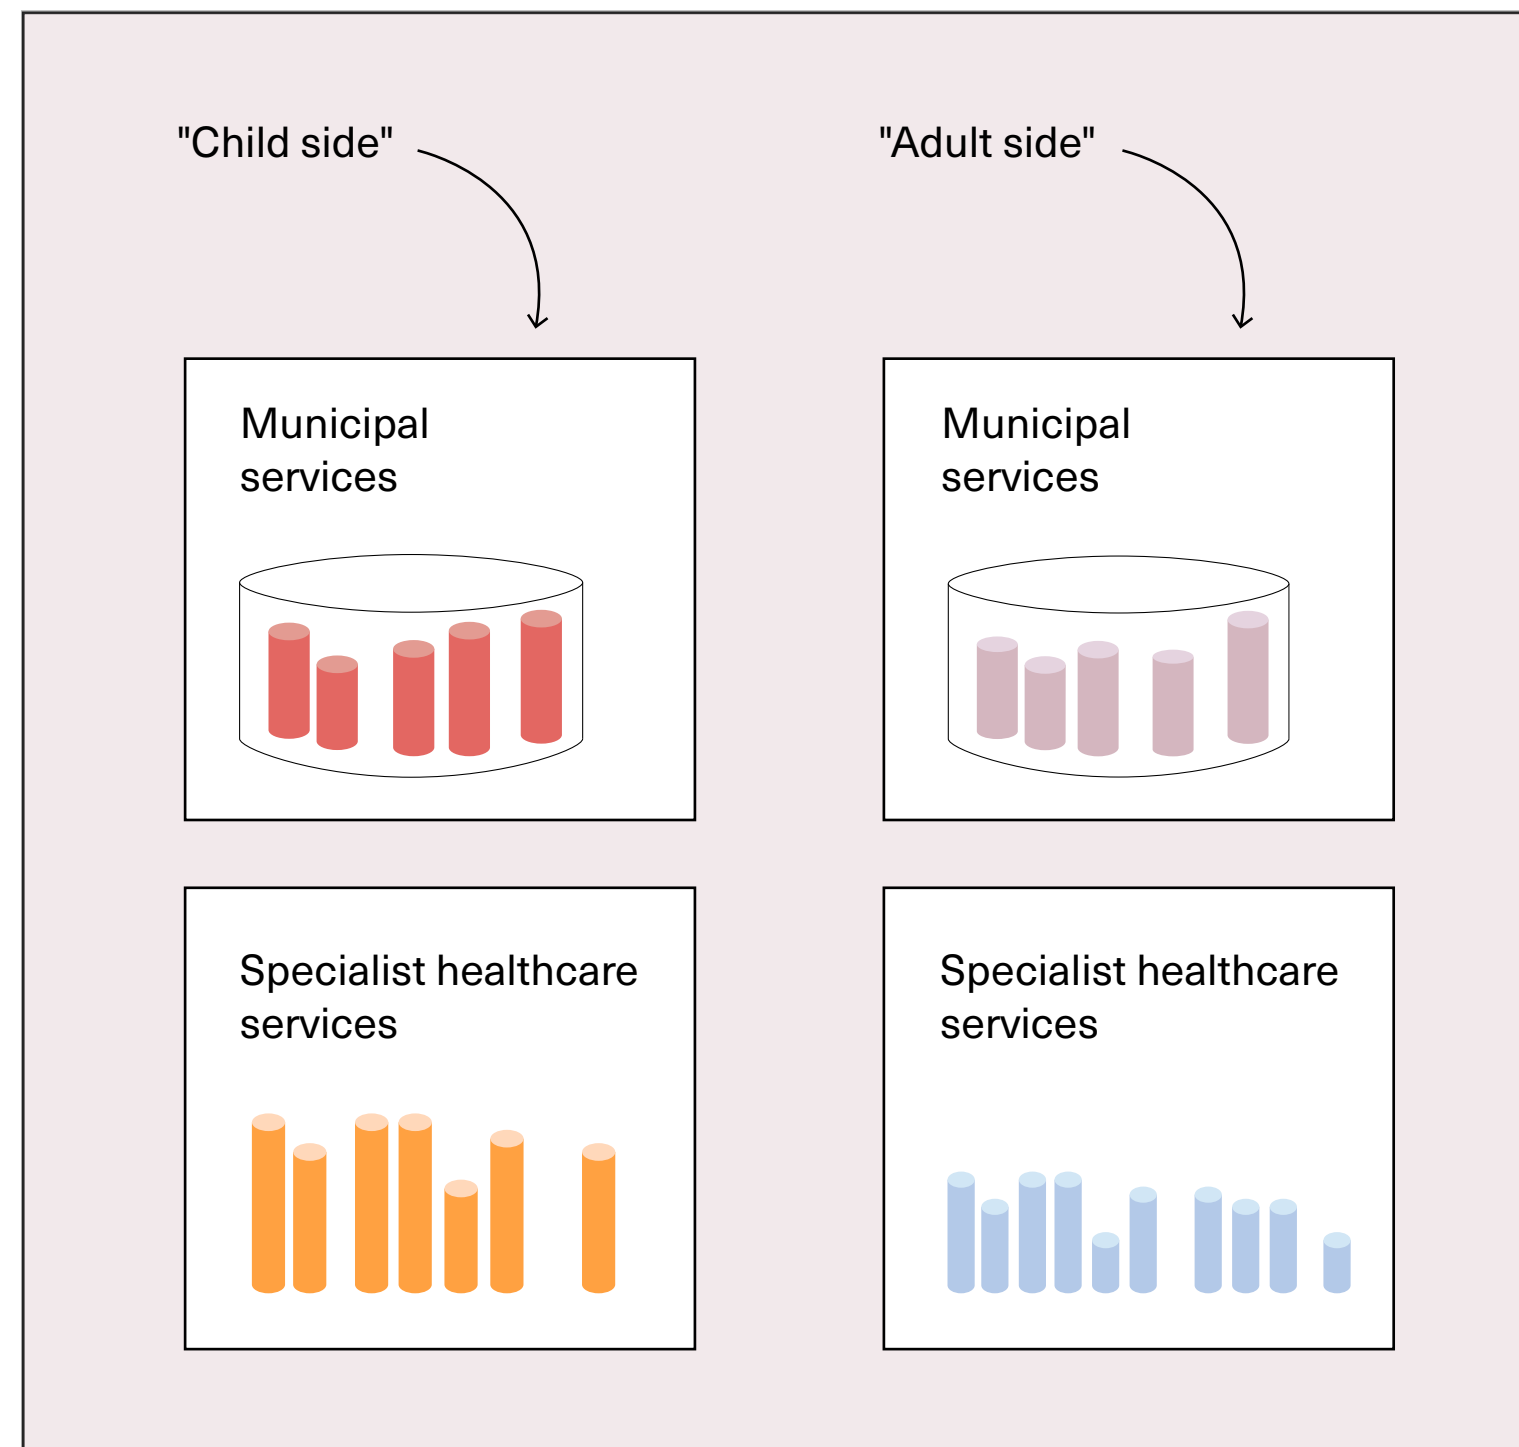 "Child side"
"Adult side"
Municipal
services
Municipal
services
Specialist healthcare
services
Specialist healthcare
services